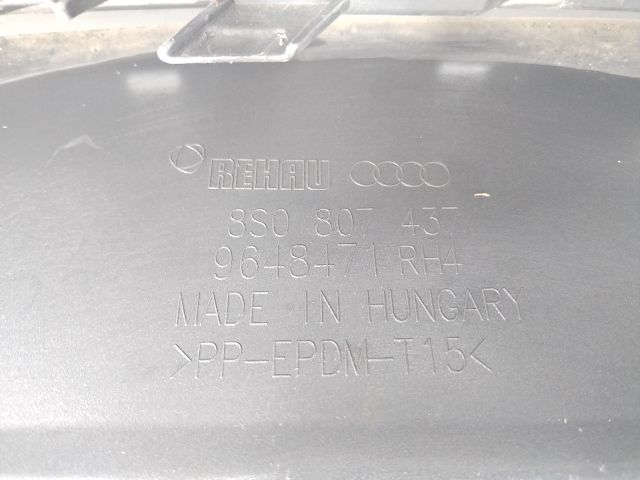 REHAU
8S0 807 437
9648471 RH4
MADE IN HUNGARY
>PP-EPDM-T15<